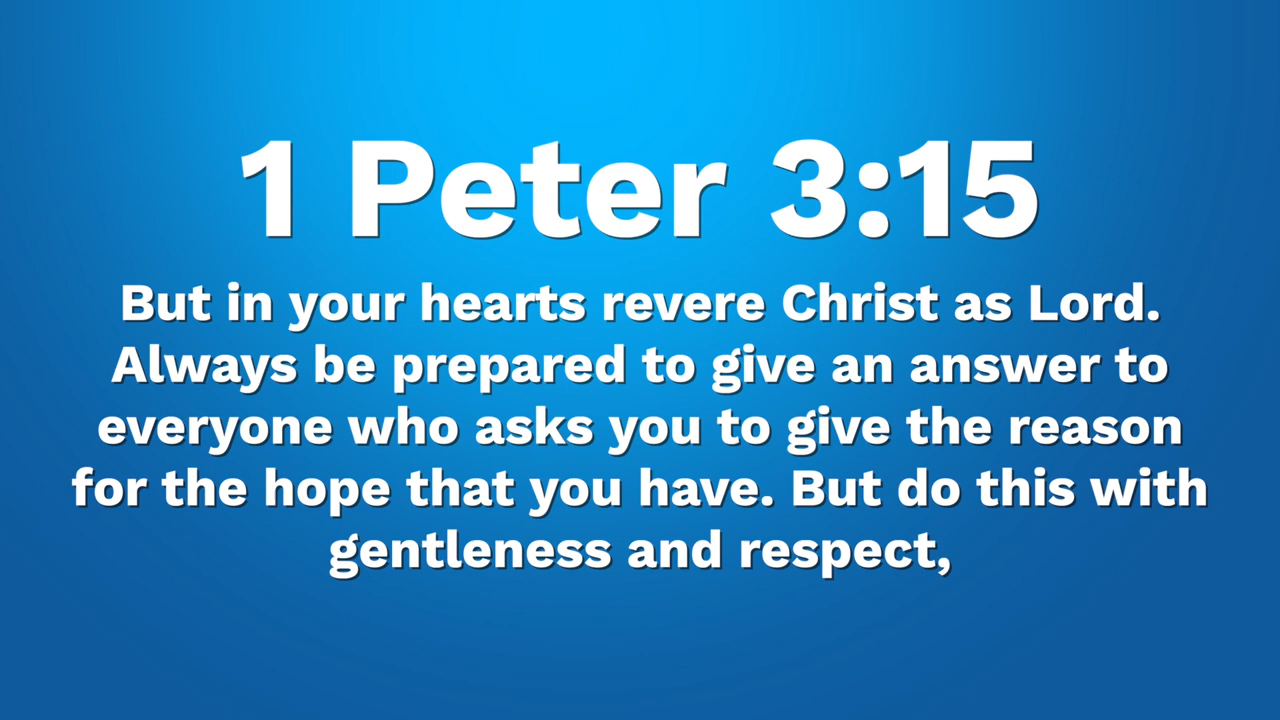 1 Peter 3:15
But in your hearts revere Christ as Lord.
Always be prepared to give an answer to
everyone who asks you to give the reason
for the hope that you have. But do this with
gentleness and respect,